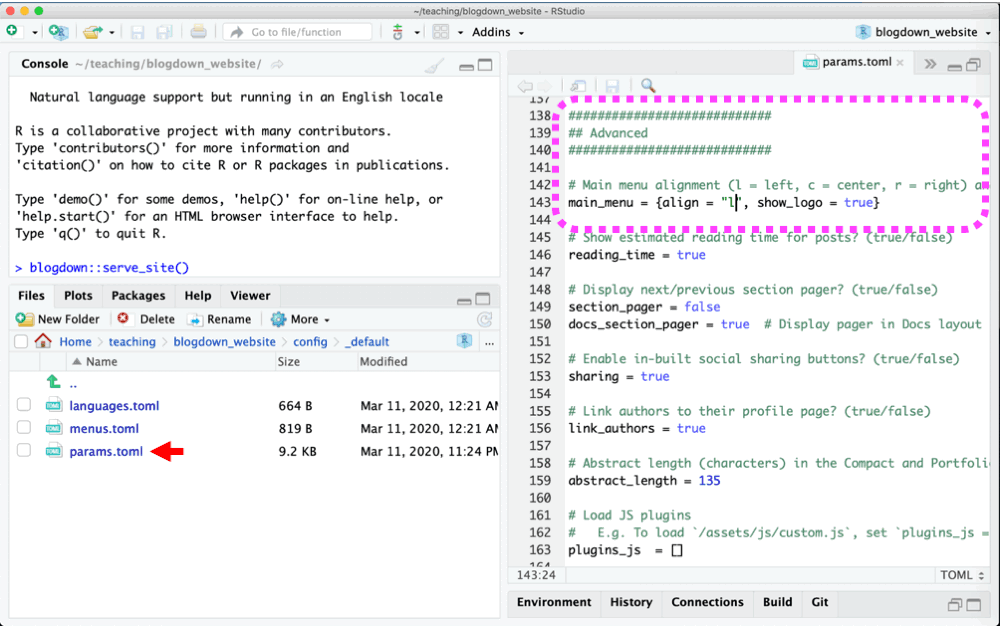 ~/teaching/blogdown_website - RStudio
Go to file/function
Addins
blogdown_website
Console ~/teaching/blogdown_website/
Natural language support but running in an English locale
R is a collaborative project with many contributors.
Type 'contributors()' for more information and
'citation()' on how to cite R or R packages in publications.
Type 'demo()' for some demos, 'help()' for on-line help, or
'help.start()' for an HTML browser interface to help.
Type 'q()' to quit R.
> blogdown::serve_site()
Files Plots Packages Help Viewer
New Folder Delete Rename More
Home > teaching > blogdown_website > config > _default ...
Name Size Modified
..
languages.toml 664 B Mar 11, 2020, 12:21 AM
menus.toml 819 B Mar 11, 2020, 12:21 AM
params.toml 9.2 KB Mar 11, 2020, 11:24 PM
params.toml
137
138 ############################
139 ## Advanced
140 ############################
141
142 # Main menu alignment (l = left, c = center, r = right) a
143 main_menu = {align = "l", show_logo = true}
144
145 # Show estimated reading time for posts? (true/false)
146 reading_time = true
147
148 # Display next/previous section pager? (true/false)
149 section_pager = false
150 docs_section_pager = true  # Display pager in Docs layout
151
152 # Enable in-built social sharing buttons? (true/false)
153 sharing = true
154
155 # Link authors to their profile page? (true/false)
156 link_authors = true
157
158 # Abstract length (characters) in the Compact and Portfoli
159 abstract_length = 135
160
161 # Load JS plugins
162 #   E.g. To load `/assets/js/custom.js`, set `plugins_js =
163 plugins_js  = []
164
143:24 TOML
Environment History Connections Build Git